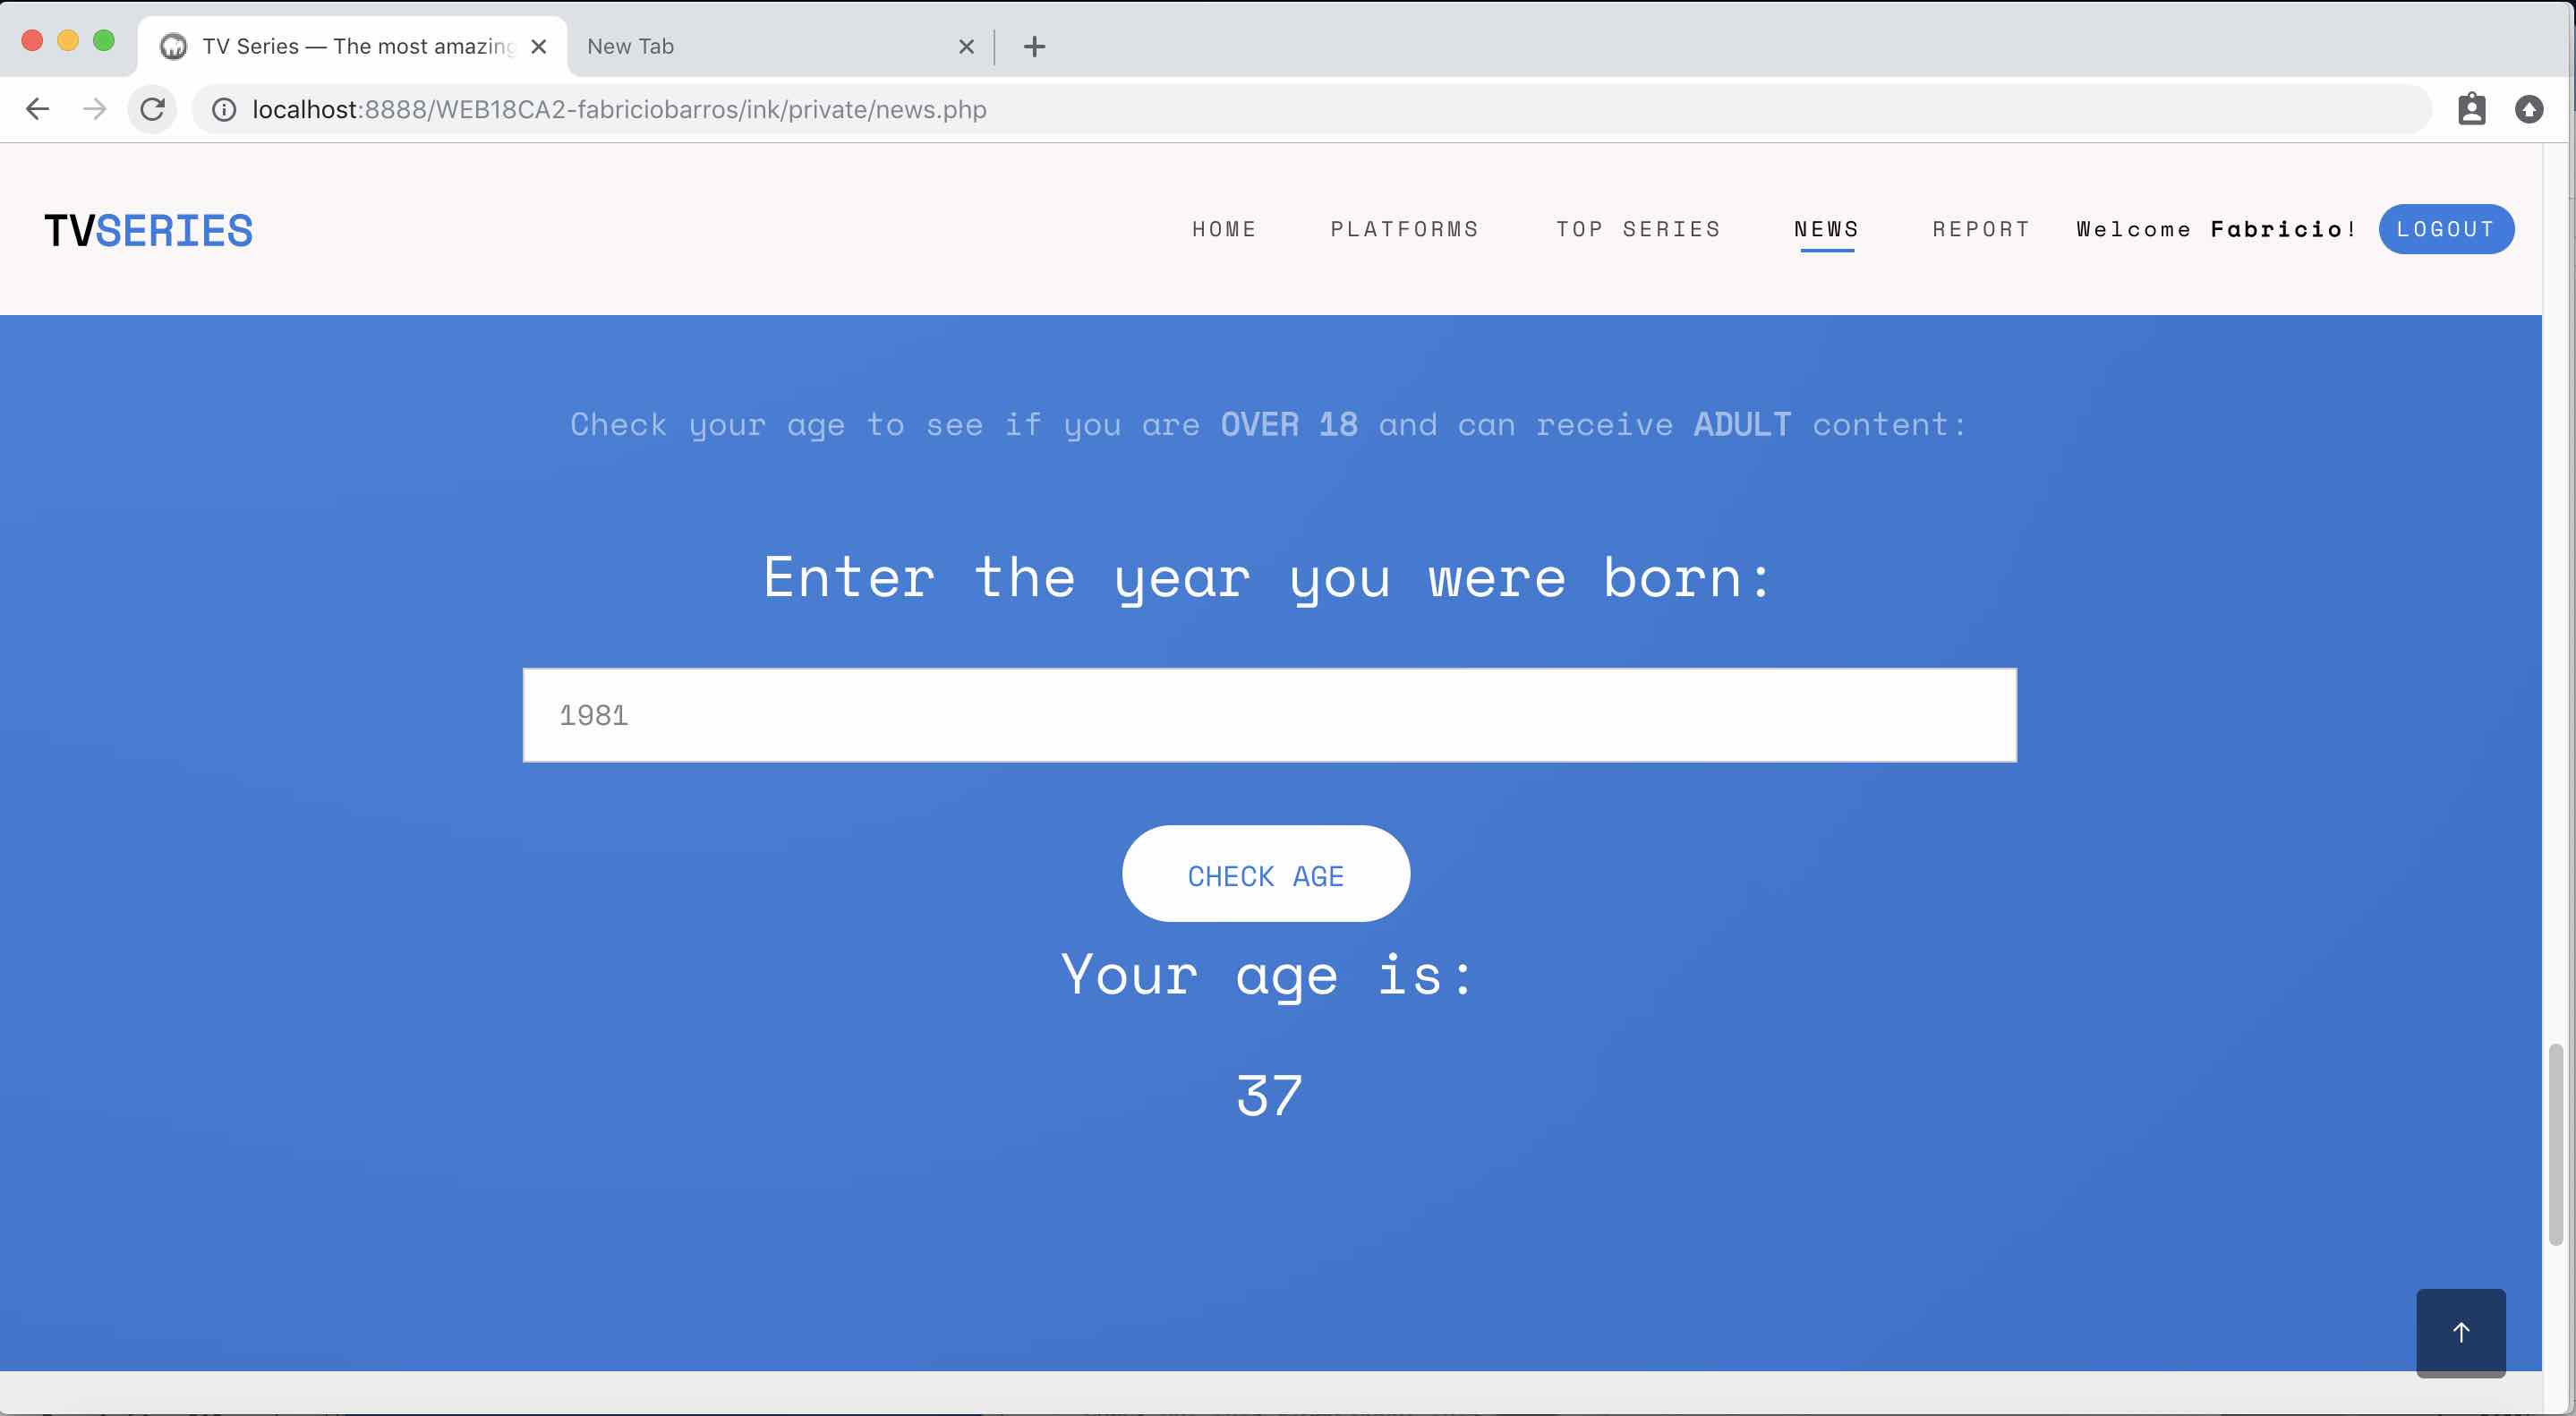 TV Series — The most amazing
New Tab
localhost:8888/WEB18CA2-fabriciobarros/ink/private/news.php
TVSERIES
HOME PLATFORMS TOP SERIES NEWS REPORT Welcome Fabricio! LOGOUT
Check your age to see if you are OVER 18 and can receive ADULT content:
Enter the year you were born:
1981
CHECK AGE
Your age is:
37